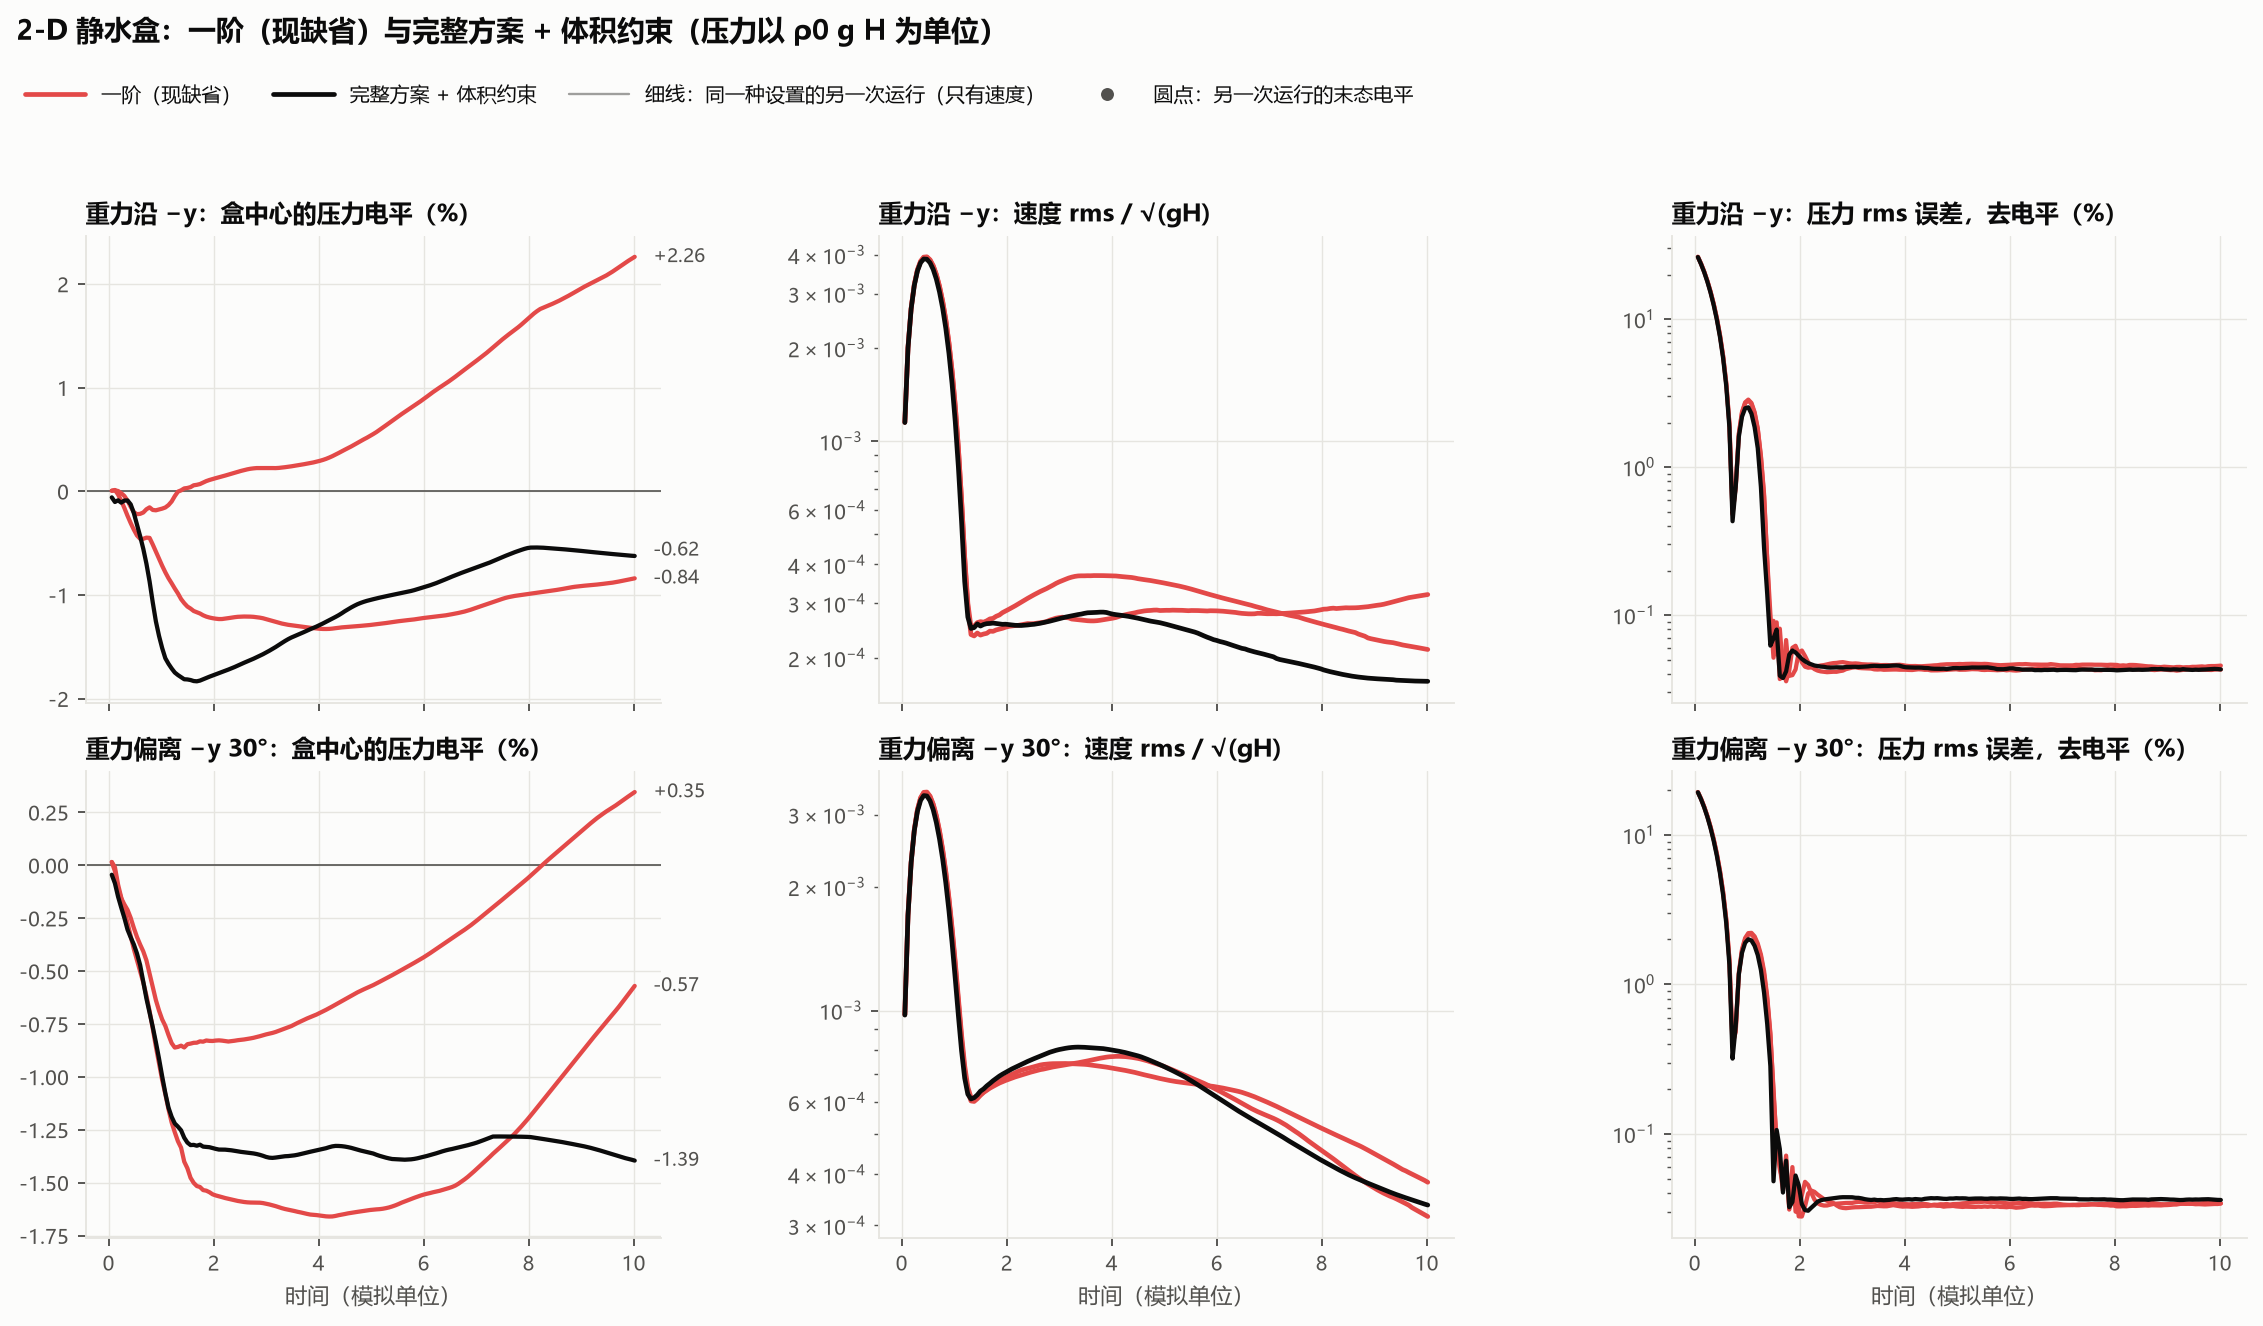 2-D 静水盒：一阶（现缺省）与完整方案 + 体积约束（压力以 ρ0 g H 为单位）
一阶（现缺省） 完整方案 + 体积约束 细线：同一种设置的另一次运行（只有速度） 圆点：另一次运行的末态电平
重力沿 −y：盒中心的压力电平（%）
2
1
0
-1
-2
+2.26
-0.62
-0.84
重力沿 −y：速度 rms / √(gH)
4 × 10⁻³
3 × 10⁻³
2 × 10⁻³
10⁻³
6 × 10⁻⁴
4 × 10⁻⁴
3 × 10⁻⁴
2 × 10⁻⁴
重力沿 −y：压力 rms 误差，去电平（%）
10¹
10⁰
10⁻¹
重力偏离 −y 30°：盒中心的压力电平（%）
0.25
0.00
-0.25
-0.50
-0.75
-1.00
-1.25
-1.50
-1.75
+0.35
-0.57
-1.39
0 2 4 6 8 10
时间（模拟单位）
重力偏离 −y 30°：速度 rms / √(gH)
3 × 10⁻³
2 × 10⁻³
10⁻³
6 × 10⁻⁴
4 × 10⁻⁴
3 × 10⁻⁴
0 2 4 6 8 10
时间（模拟单位）
重力偏离 −y 30°：压力 rms 误差，去电平（%）
10¹
10⁰
10⁻¹
0 2 4 6 8 10
时间（模拟单位）